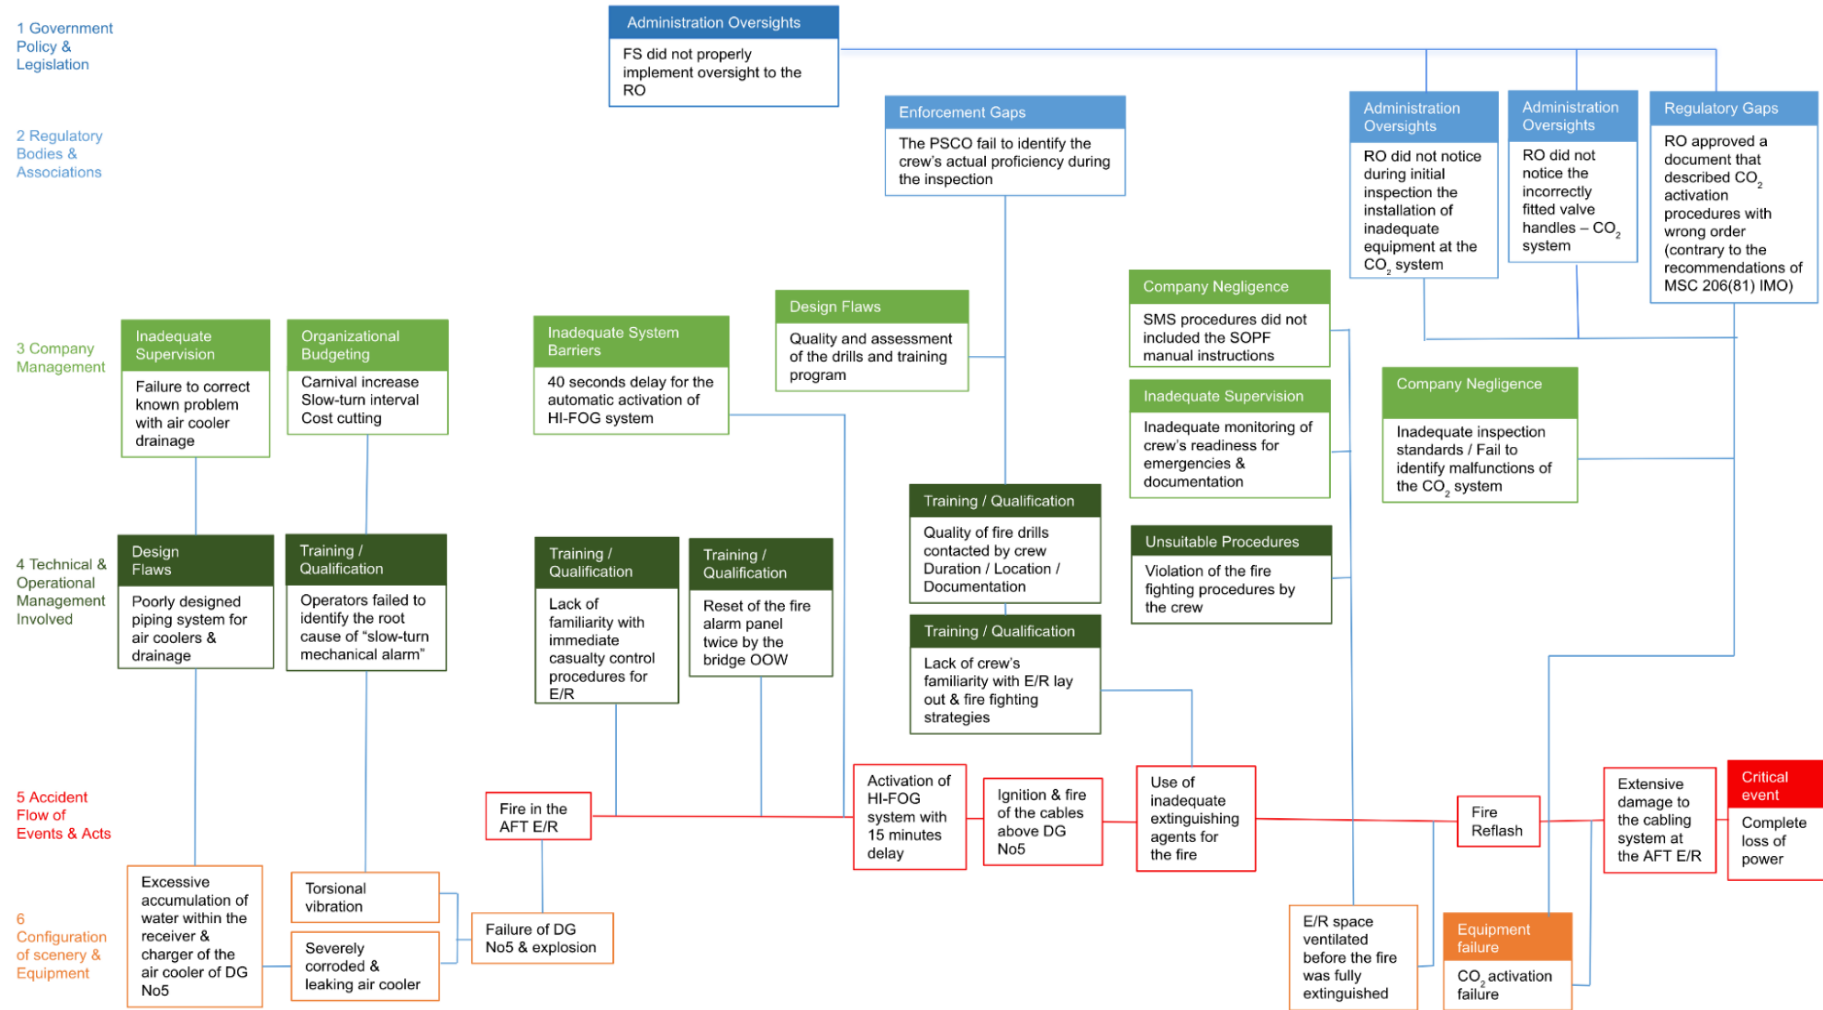 1 Government
Policy &
Legislation
Administration Oversights
FS did not properly
implement oversight to the
RO
2 Regulatory
Bodies &
Associations
Enforcement Gaps
The PSCO fail to identify the
crew's actual proficiency during
the inspection
Administration
Oversights
RO did not notice
during initial
inspection the
installation of
inadequate
equipment at the
CO2 system
Administration
Oversights
RO did not
notice the
incorrectly
fitted valve
handles – CO2
system
Regulatory Gaps
RO approved a
document that
described CO2
activation
procedures with
wrong order
(contrary to the
recommendations of
MSC 206(81) IMO)
3 Company
Management
Inadequate
Supervision
Failure to correct
known problem
with air cooler
drainage
Organizational
Budgeting
Carnival increase
Slow-turn interval
Cost cutting
Inadequate System
Barriers
40 seconds delay for the
automatic activation of
HI-FOG system
Design Flaws
Quality and assessment
of the drills and training
program
Company Negligence
SMS procedures did not
included the SOPF
manual instructions
Inadequate Supervision
Inadequate monitoring of
crew's readiness for
emergencies &
documentation
Company Negligence
Inadequate inspection
standards / Fail to
identify malfunctions of
the CO2 system
4 Technical &
Operational
Management
Involved
Design
Flaws
Poorly designed
piping system for
air coolers &
drainage
Training /
Qualification
Operators failed to
identify the root
cause of “slow-turn
mechanical alarm”
Training /
Qualification
Lack of
familiarity with
immediate
casualty control
procedures for
E/R
Training /
Qualification
Reset of the fire
alarm panel
twice by the
bridge OOW
Training / Qualification
Quality of fire drills
contacted by crew
Duration / Location /
Documentation
Training / Qualification
Lack of crew's
familiarity with E/R lay
out & fire fighting
strategies
Unsuitable Procedures
Violation of the fire
fighting procedures by
the crew
5 Accident
Flow of
Events & Acts
Fire in the
AFT E/R
Activation of
HI-FOG
system with
15 minutes
delay
Ignition & fire
of the cables
above DG
No5
Use of
inadequate
extinguishing
agents for
the fire
Fire
Reflash
Extensive
damage to
the cabling
system at
the AFT E/R
Critical
event
Complete
loss of
power
6
Configuration
of scenery &
Equipment
Excessive
accumulation of
water within the
receiver &
charger of the
air cooler of DG
No5
Torsional
vibration
Severely
corroded &
leaking air cooler
Failure of DG
No5 & explosion
E/R space
ventilated
before the fire
was fully
extinguished
Equipment
failure
CO2 activation
failure